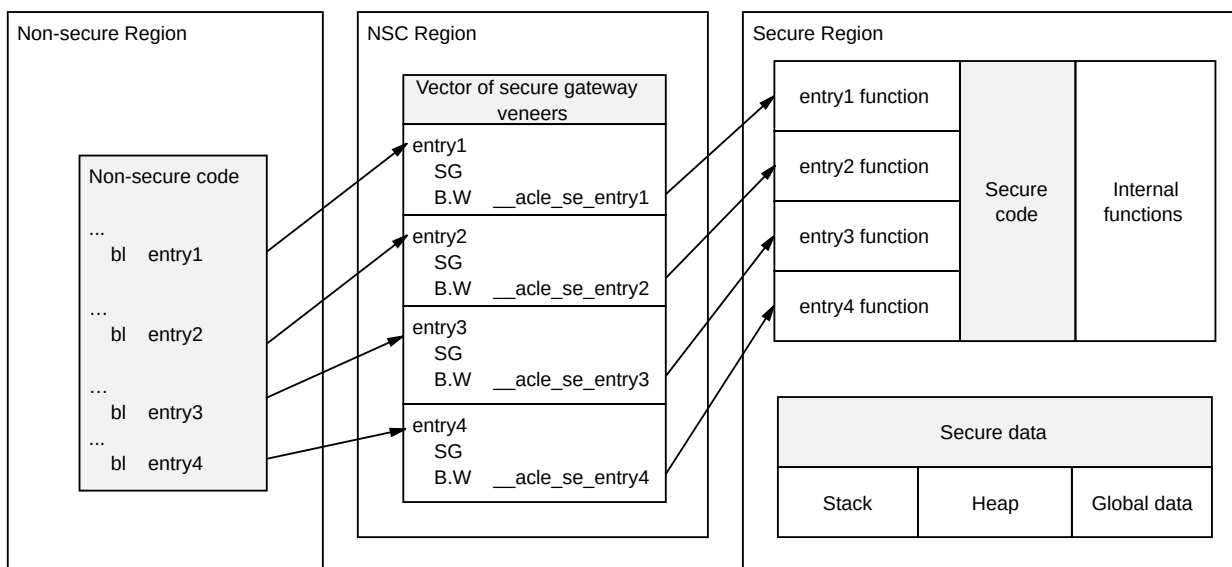 Non-secure Region
Non-secure code
...
bl entry1
...
bl entry2
...
bl entry3
...
bl entry4
NSC Region
Vector of secure gateway
veneers
entry1
SG
B.W __acle_se_entry1
entry2
SG
B.W __acle_se_entry2
entry3
SG
B.W __acle_se_entry3
entry4
SG
B.W __acle_se_entry4
Secure Region
entry1 function
entry2 function
entry3 function
entry4 function
Secure
code
Internal
functions
Secure data
Stack
Heap
Global data